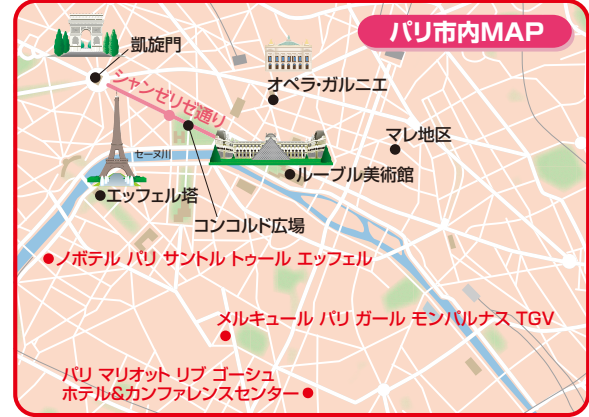 パリ市内MAP
凱旋門
シャンゼリゼ通り
オペラ・ガルニエ
マレ地区
セーヌ川
ルーブル美術館
エッフェル塔
コンコルド広場
ノボテル パリ サントル トゥール エッフェル
メルキュール パリ ガール モンパルナス TGV
パリ マリオット リブ ゴーシュ
ホテル&カンファレンスセンター